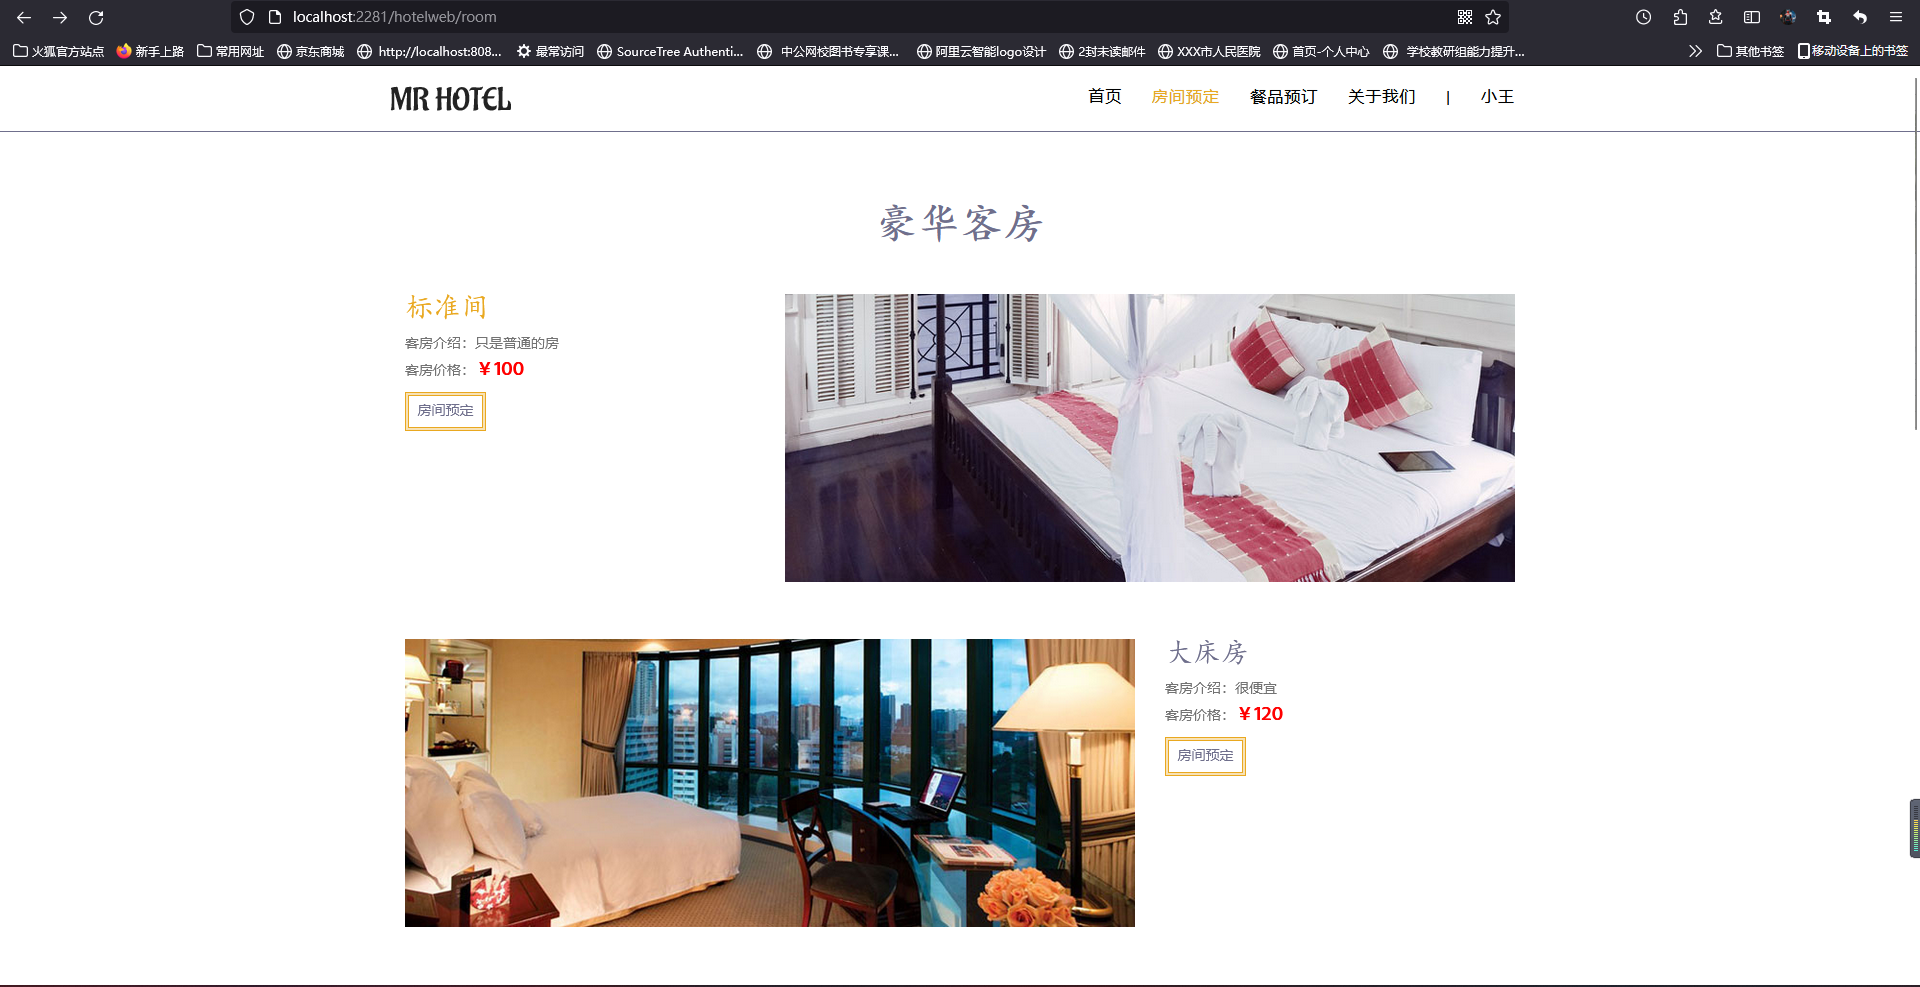 localhost:2281/hotelweb/room
火狐官方站点 新手上路 常用网址 京东商城 http://localhost:808... 最常访问 SourceTree Authenti... 中公网校图书专享课... 阿里云智能logo设计 2封未读邮件 XXX市人民医院 首页-个人中心 学校教研组能力提升... 其他书签 移动设备上的书签
MR HOTEL 首页 房间预定 餐品预订 关于我们 | 小王
豪华客房
标准间
客房介绍：只是普通的房
客房价格：￥100
房间预定
大床房
客房介绍：很便宜
客房价格：￥120
房间预定